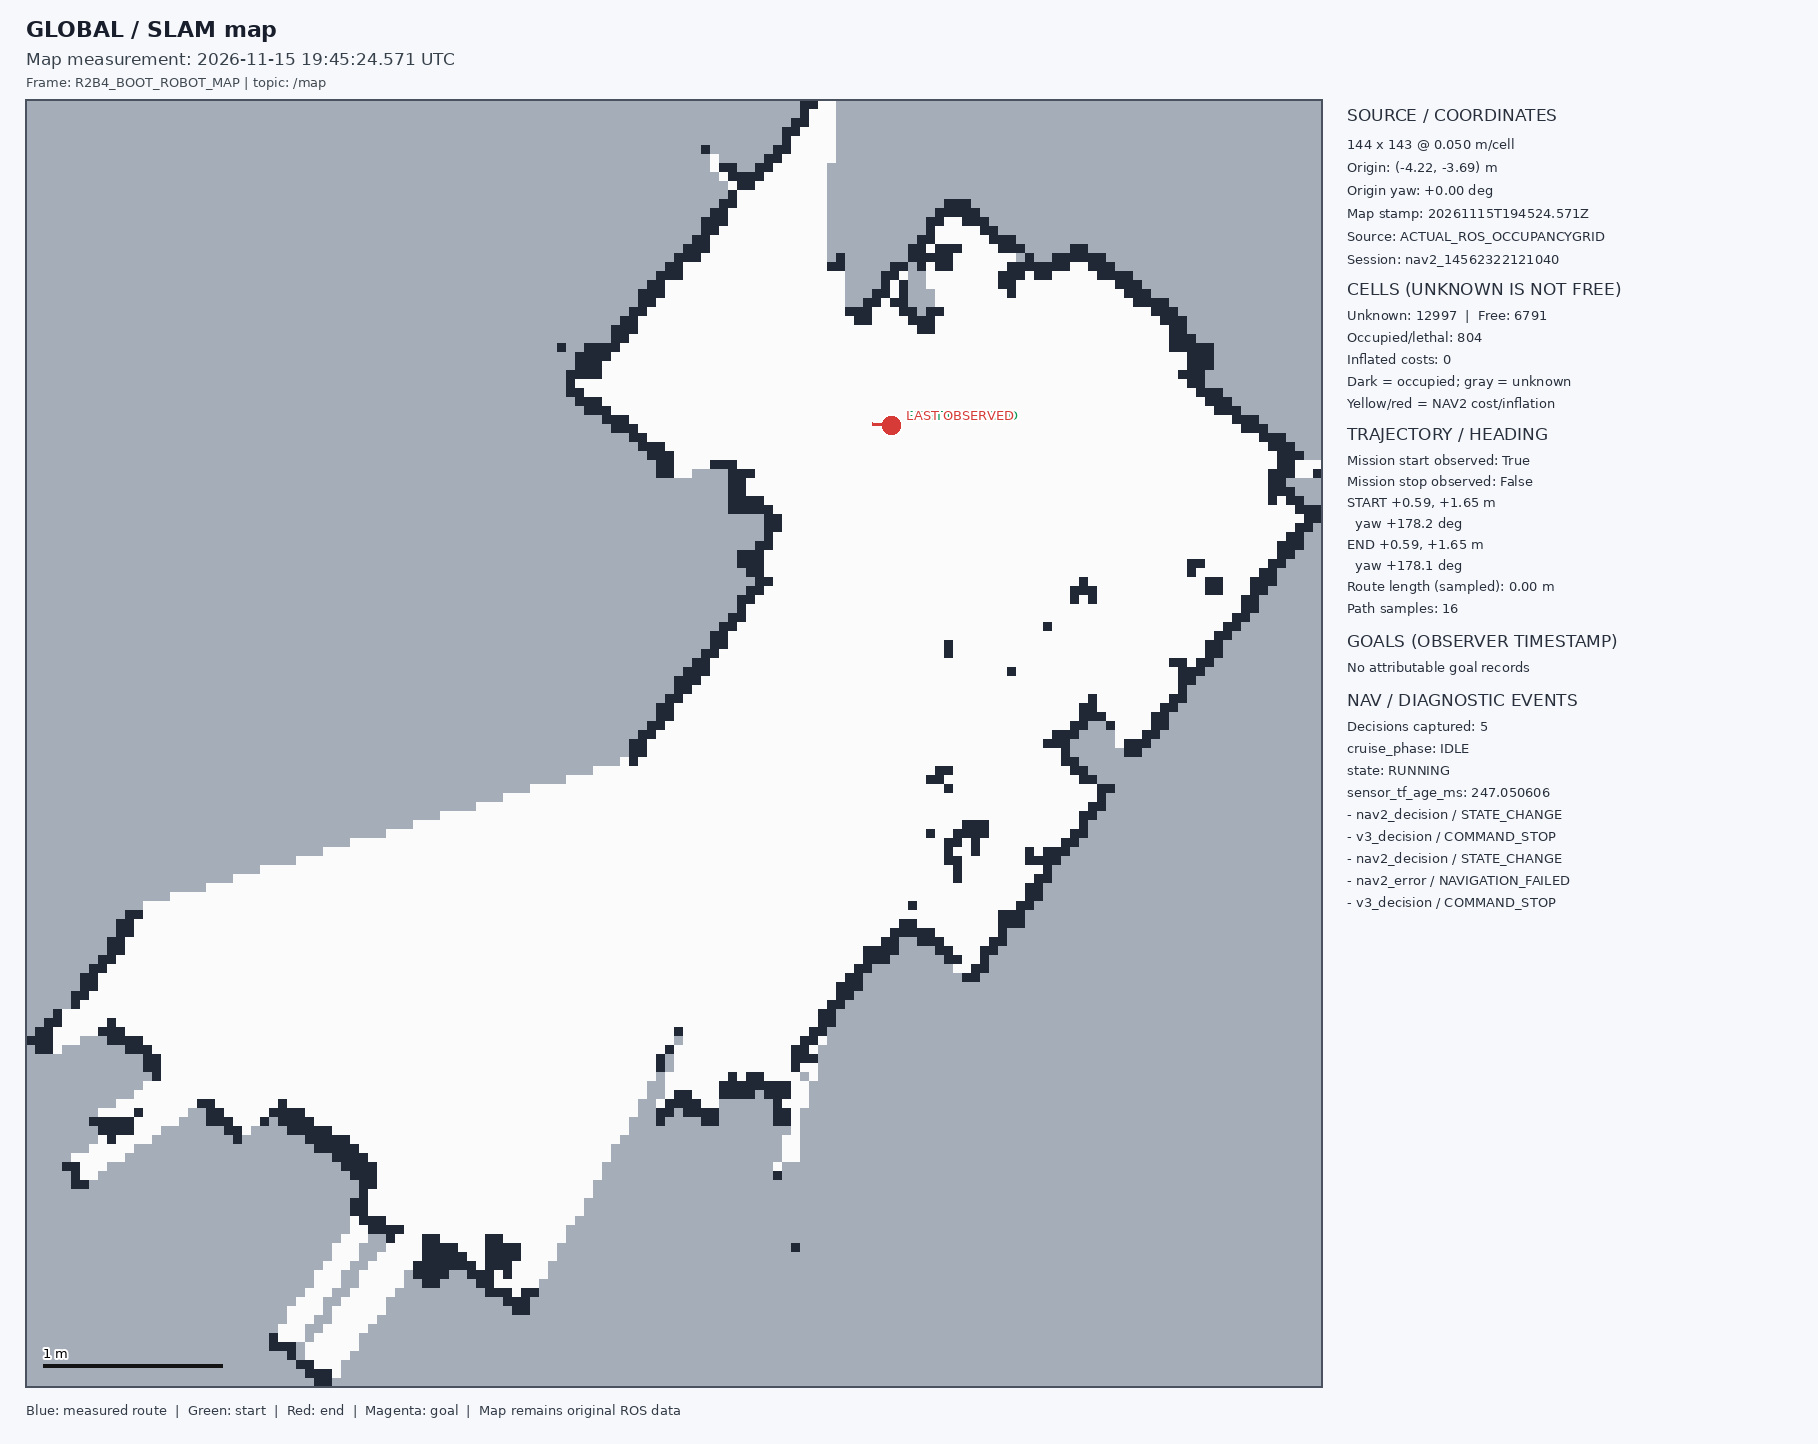 GLOBAL / SLAM map
Map measurement: 2026-11-15 19:45:24.571 UTC
Frame: R2B4_BOOT_ROBOT_MAP | topic: /map
LAST OBSERVED
1 m
Blue: measured route | Green: start | Red: end | Magenta: goal | Map remains original ROS data
SOURCE / COORDINATES
144 x 143 @ 0.050 m/cell
Origin: (-4.22, -3.69) m
Origin yaw: +0.00 deg
Map stamp: 20261115T194524.571Z
Source: ACTUAL_ROS_OCCUPANCYGRID
Session: nav2_14562322121040
CELLS (UNKNOWN IS NOT FREE)
Unknown: 12997 | Free: 6791
Occupied/lethal: 804
Inflated costs: 0
Dark = occupied; gray = unknown
Yellow/red = NAV2 cost/inflation
TRAJECTORY / HEADING
Mission start observed: True
Mission stop observed: False
START +0.59, +1.65 m
yaw +178.2 deg
END +0.59, +1.65 m
yaw +178.1 deg
Route length (sampled): 0.00 m
Path samples: 16
GOALS (OBSERVER TIMESTAMP)
No attributable goal records
NAV / DIAGNOSTIC EVENTS
Decisions captured: 5
cruise_phase: IDLE
state: RUNNING
sensor_tf_age_ms: 247.050606
- nav2_decision / STATE_CHANGE
- v3_decision / COMMAND_STOP
- nav2_decision / STATE_CHANGE
- nav2_error / NAVIGATION_FAILED
- v3_decision / COMMAND_STOP